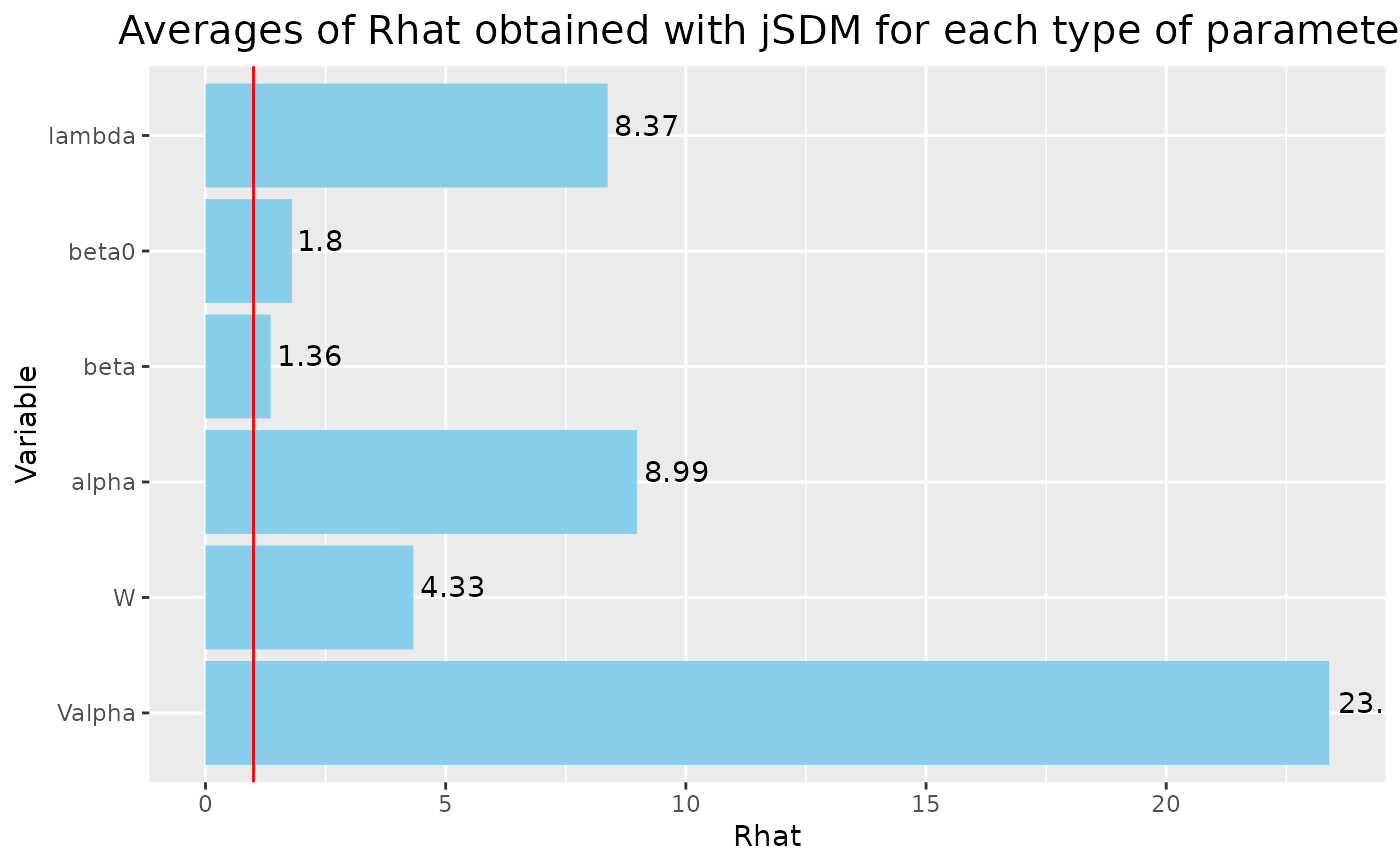 Averages of Rhat obtained with jSDM for each type of paramete
lambda
8.37
beta0
1.8
beta
1.36
alpha
8.99
W
4.33
Valpha
23.
Variable
0 5 10 15 20
Rhat